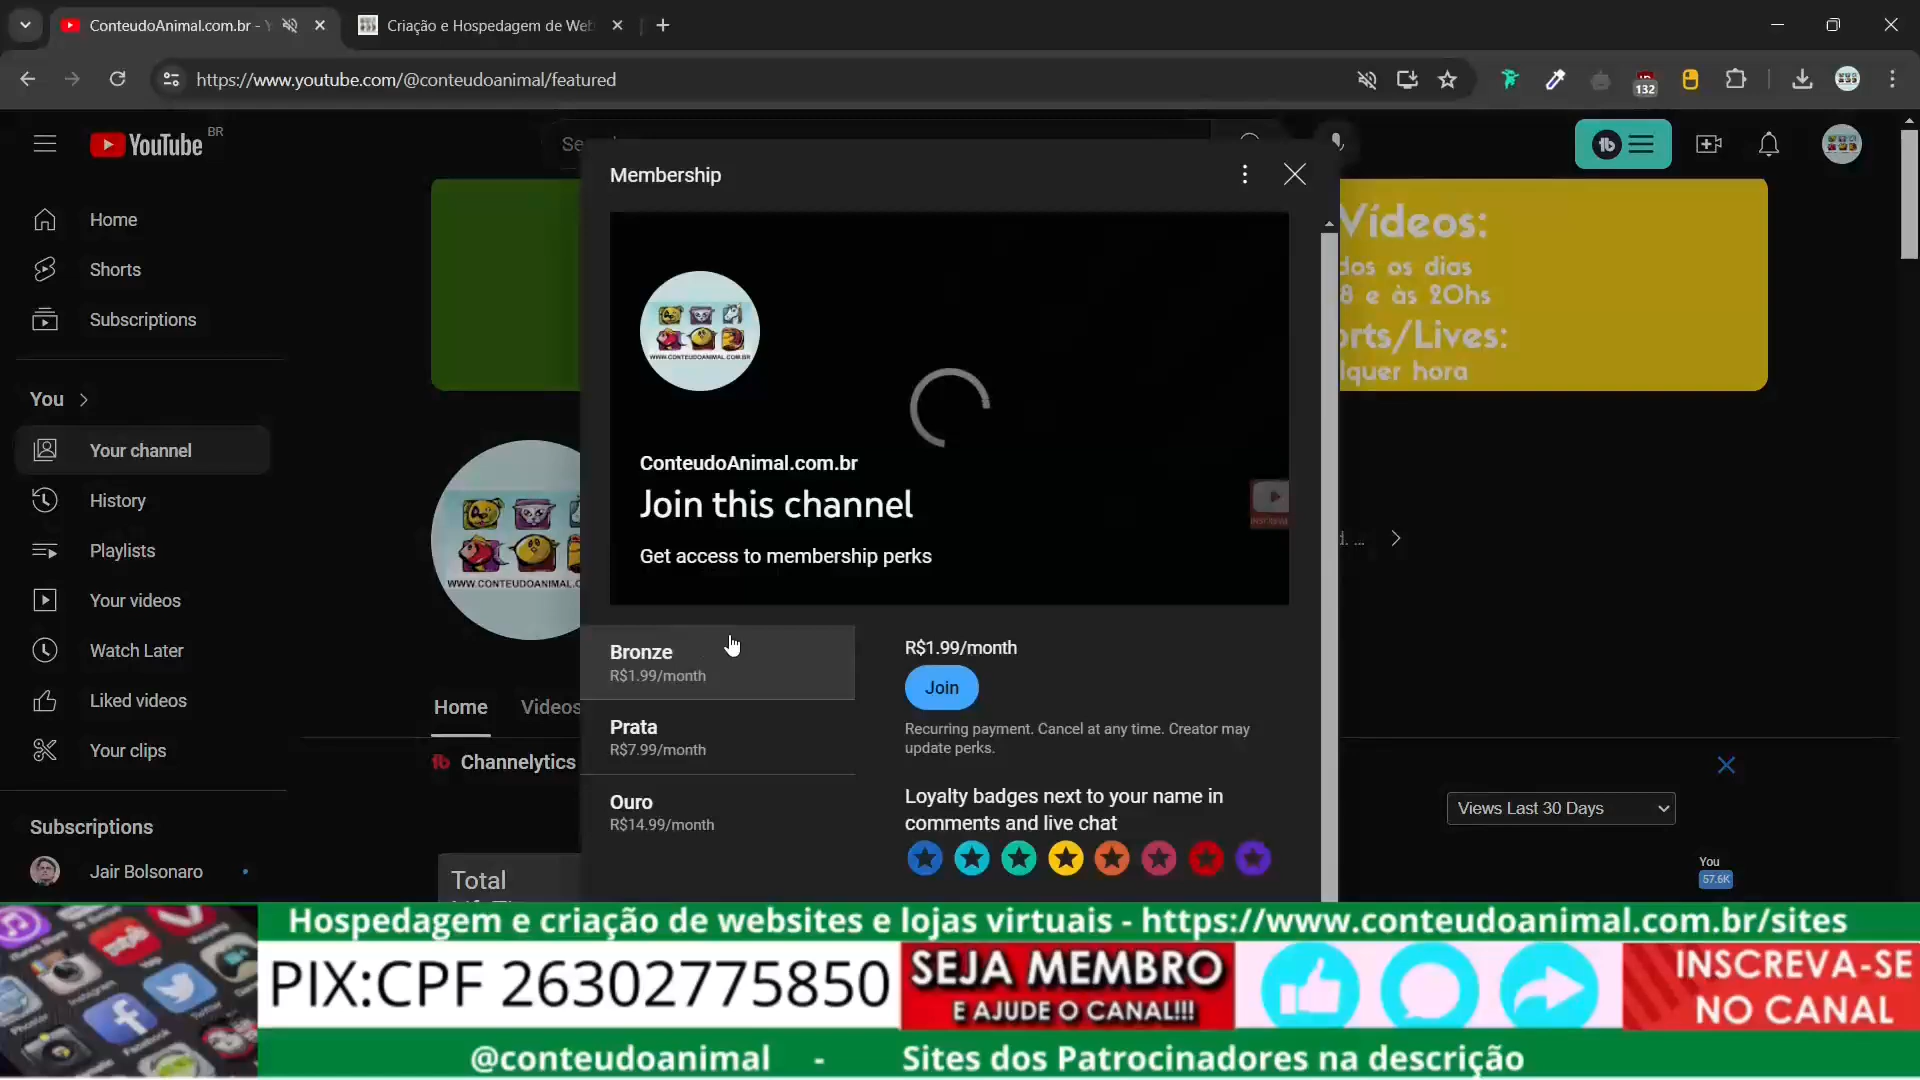 ConteudoAnimal.com.br - Y
Criação e Hospedagem de Web
https://www.youtube.com/@conteudoanimal/featured
132
YouTube
BR
Membership
Home
Shorts
Subscriptions
You
Your channel
History
Playlists
Your videos
Watch Later
Liked videos
Your clips
Subscriptions
Jair Bolsonaro
WWW.CONTEUDOANIMAL.COM.BR
ConteudoAnimal.com.br
Join this channel
Get access to membership perks
Vídeos:
dos os dias
8 e às 20hs
rts/Lives:
lquer hora
WWW.CONTEUDOANIMAL.CO
Home
Videos
Channelytics
Total
Bronze
R$1.99/month
Prata
R$7.99/month
Ouro
R$14.99/month
R$1.99/month
Join
Recurring payment. Cancel at any time. Creator may
update perks.
Loyalty badges next to your name in
comments and live chat
Views Last 30 Days
You
57.6K
Hospedagem e criação de websites e lojas virtuais - https://www.conteudoanimal.com.br/sites
PIX:CPF 26302775850
SEJA MEMBRO
E AJUDE O CANAL!!!
INSCREVA-SE
NO CANAL
@conteudoanimal - Sites dos Patrocinadores na descrição